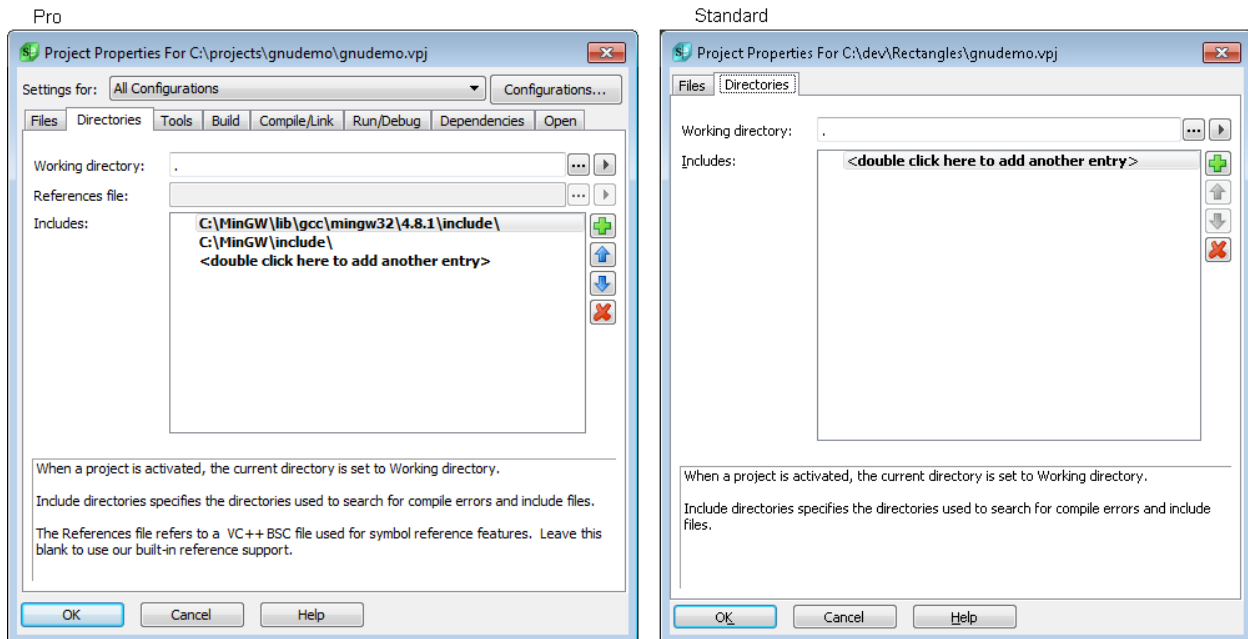 Pro
Project Properties For C:\projects\gnudemo\gnudemo.vpj
Settings for: All Configurations Configurations...
Files Directories Tools Build Compile/Link Run/Debug Dependencies Open
Working directory: . ...
References file: ...
Includes: C:\MinGW\lib\gcc\mingw32\4.8.1\include\
C:\MinGW\include\
<double click here to add another entry>
When a project is activated, the current directory is set to Working directory.
Include directories specifies the directories used to search for compile errors and include files.
The References file refers to a VC++ BSC file used for symbol reference features. Leave this
blank to use our built-in reference support.
OK Cancel Help
Standard
Project Properties For C:\dev\Rectangles\gnudemo.vpj
Files Directories
Working directory: . ...
Includes: <double click here to add another entry>
When a project is activated, the current directory is set to Working directory.
Include directories specifies the directories used to search for compile errors and include
files.
OK Cancel Help